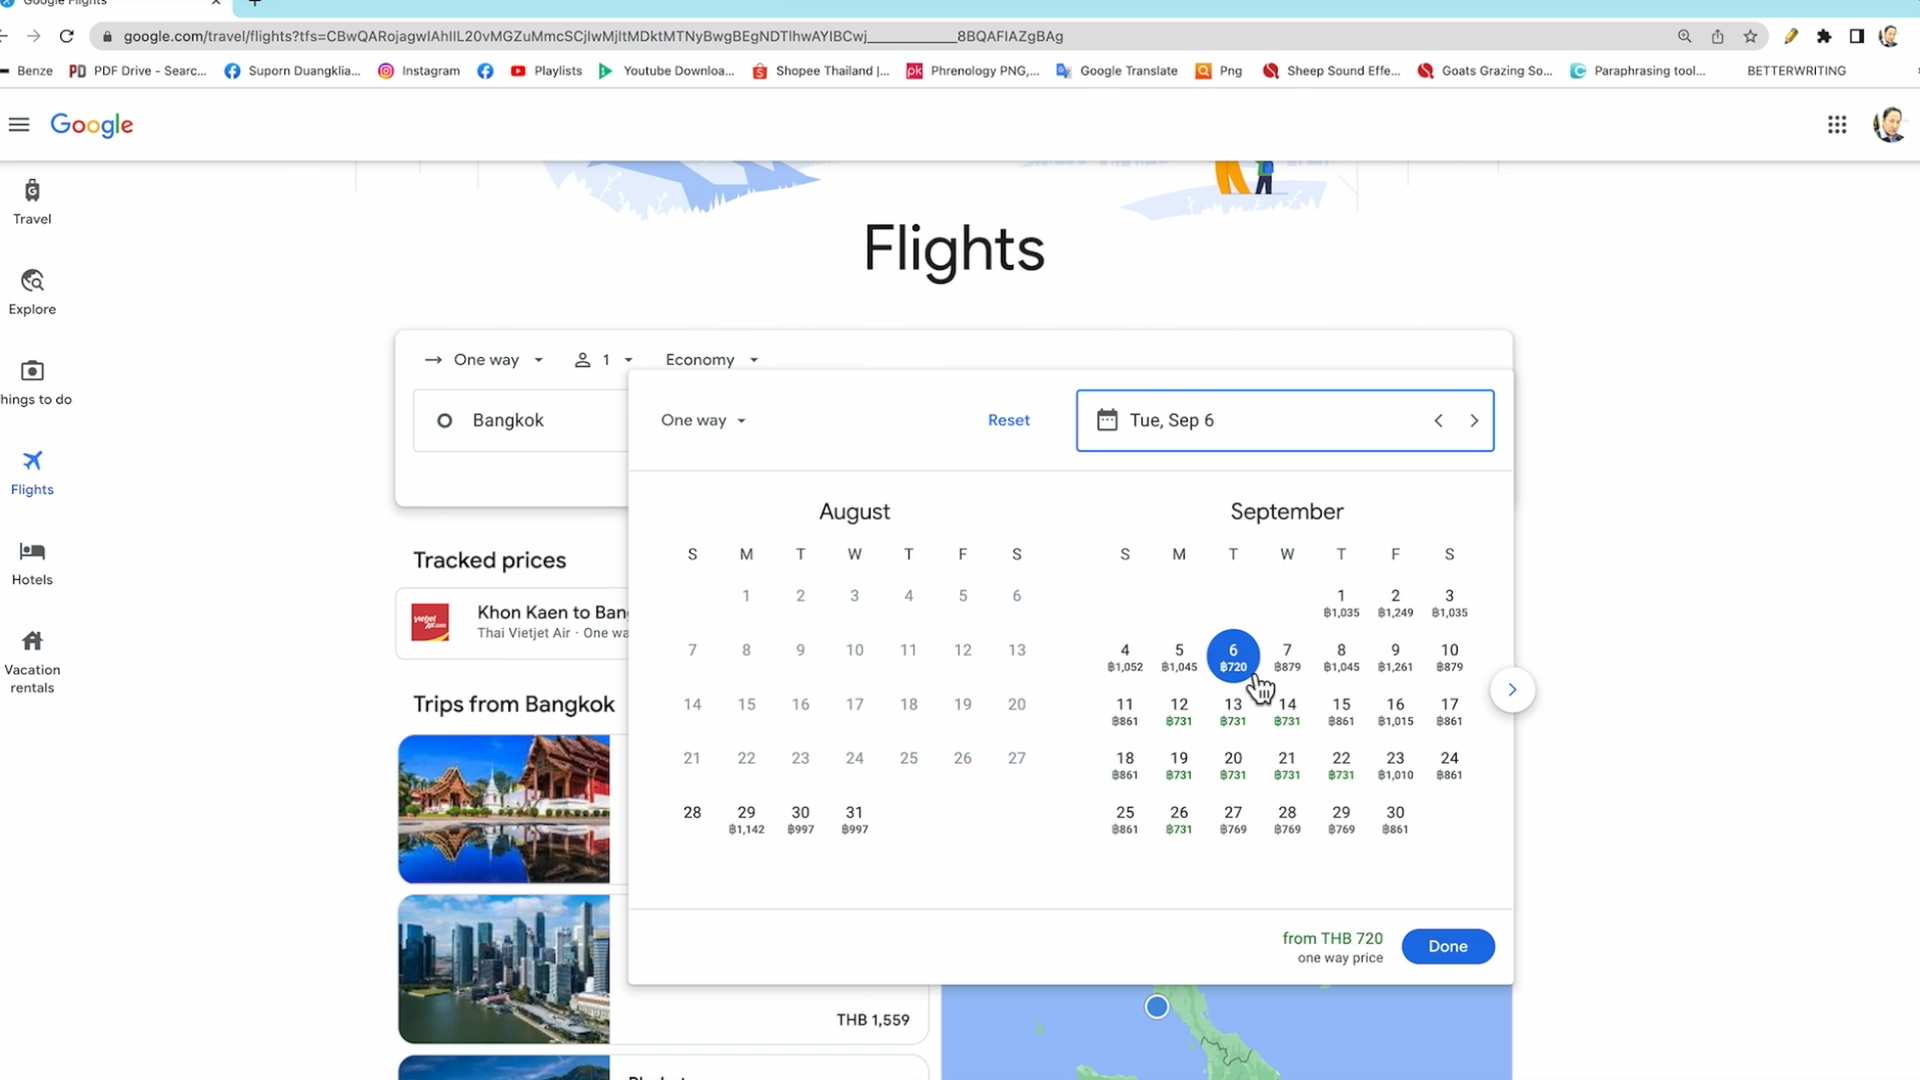 Google Flights
google.com/travel/flights?tfs=CBwQARojagwIAhIIL20vMGZuMmcSCjIwMjItMDktMTNyBwgBEgNDTlhwAYIBCwj___________8BQAFIAZgBAg
Benze
PDF Drive - Searc...
Suporn Duangklia...
Instagram
Playlists
Youtube Downloa...
Shopee Thailand |...
Phrenology PNG,...
Google Translate
Png
Sheep Sound Effe...
Goats Grazing So...
Paraphrasing tool...
BETTERWRITING
Google
Travel
Explore
hings to do
Flights
Hotels
Vacation
rentals
Flights
One way 1 Economy
Bangkok
One way Reset Tue, Sep 6
August
S M T W T F S
1 2 3 4 5 6
7 8 9 10 11 12 13
14 15 16 17 18 19 20
21 22 23 24 25 26 27
28 29 30 31
฿1,142 ฿997 ฿997
September
S M T W T F S
1 2 3
฿1,035 ฿1,249 ฿1,035
4 5 6 7 8 9 10
฿1,052 ฿1,045 ฿720 ฿879 ฿1,045 ฿1,261 ฿879
11 12 13 14 15 16 17
฿861 ฿731 ฿731 ฿731 ฿861 ฿1,015 ฿861
18 19 20 21 22 23 24
฿861 ฿731 ฿731 ฿731 ฿731 ฿1,010 ฿861
25 26 27 28 29 30
฿861 ฿731 ฿769 ฿769 ฿769 ฿861
from THB 720
one way price
Done
Tracked prices
vietjet
Khon Kaen to Ban
Thai Vietjet Air · One wa
Trips from Bangkok
THB 1,559